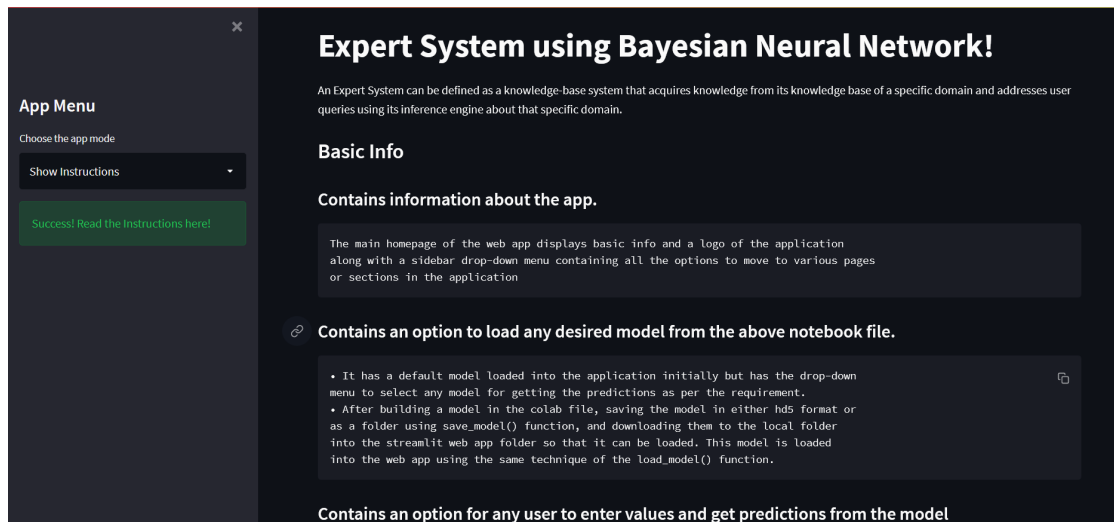 App Menu
Choose the app mode
Show Instructions
Success! Read the Instructions here!
Expert System using Bayesian Neural Network!
An Expert System can be defined as a knowledge-base system that acquires knowledge from its knowledge base of a specific domain and addresses user
queries using its inference engine about that specific domain.
Basic Info
Contains information about the app.
The main homepage of the web app displays basic info and a logo of the application
along with a sidebar drop-down menu containing all the options to move to various pages
or sections in the application
Contains an option to load any desired model from the above notebook file.
• It has a default model loaded into the application initially but has the drop-down
menu to select any model for getting the predictions as per the requirement.
• After building a model in the colab file, saving the model in either hd5 format or
as a folder using save_model() function, and downloading them to the local folder
into the streamlit web app folder so that it can be loaded. This model is loaded
into the web app using the same technique of the load_model() function.
Contains an option for any user to enter values and get predictions from the model